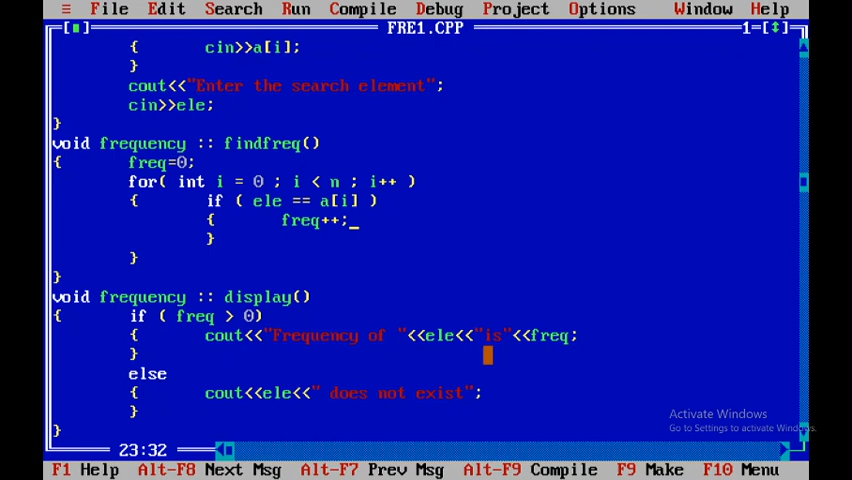 ≡ File Edit Search Run Compile Debug Project Options Window Help
[■] FRE1.CPP 1=[↕]
{ cin>>a[i];
}
cout<<"Enter the search element";
cin>>ele;
}
void frequency :: findfreq()
{ freq=0;
for( int i = 0 ; i < n ; i++ )
{ if ( ele == a[i] )
{ freq++;_
}
}
}
void frequency :: display()
{ if ( freq > 0)
{ cout<<"Frequency of "<<ele<<"is"<<freq;
}
else
{ cout<<ele<<" does not exist";
}
}
Activate Windows
Go to Settings to activate Windows.
23:32
F1 Help Alt-F8 Next Msg Alt-F7 Prev Msg Alt-F9 Compile F9 Make F10 Menu